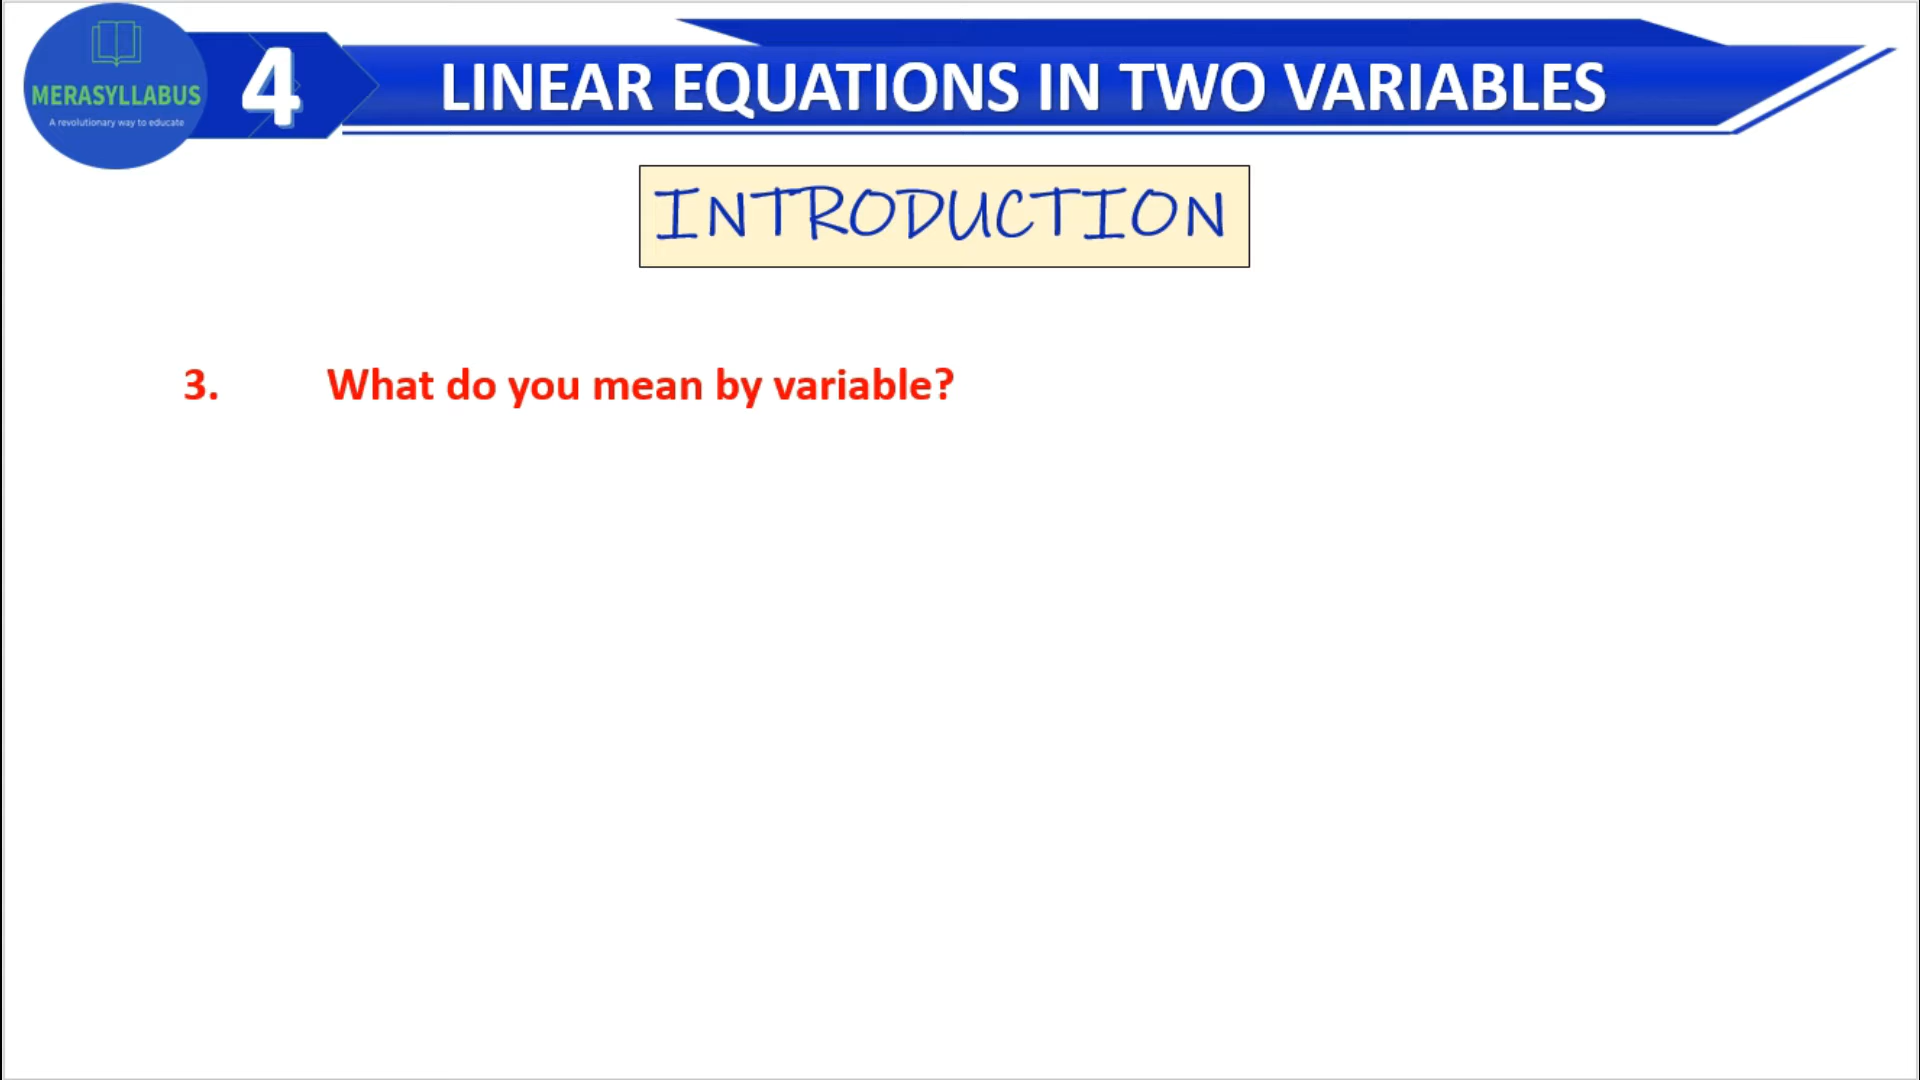 MERASYLLABUS
A revolutionary way to educate
4
LINEAR EQUATIONS IN TWO VARIABLES
INTRODUCTION
3. What do you mean by variable?